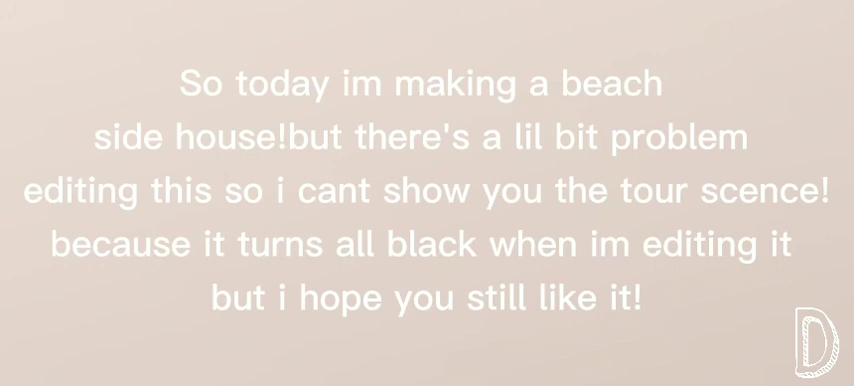 So today im making a beach
side house!but there's a lil bit problem
editing this so i cant show you the tour scence!
because it turns all black when im editing it
but i hope you still like it!
D